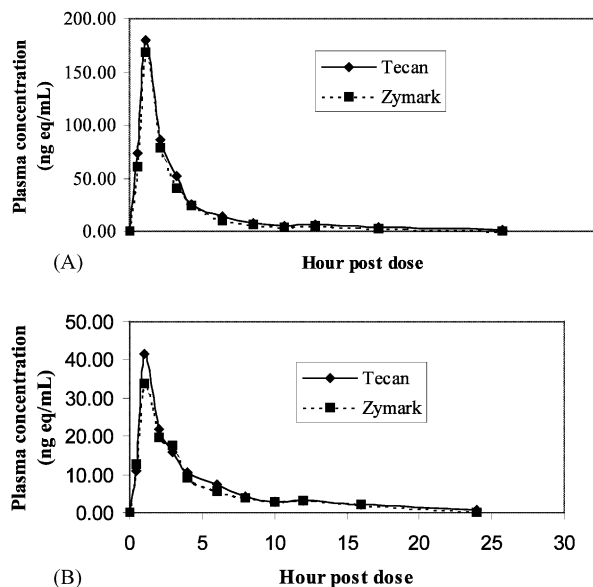 200.00
150.00
100.00
50.00
0.00
Plasma concentration
(ng eq/mL)
Tecan
Zymark
(A)
Hour post dose
50.00
40.00
30.00
20.00
10.00
0.00
Plasma concentration
(ng eq/mL)
Tecan
Zymark
0 5 10 15 20 25 30
(B)
Hour post dose